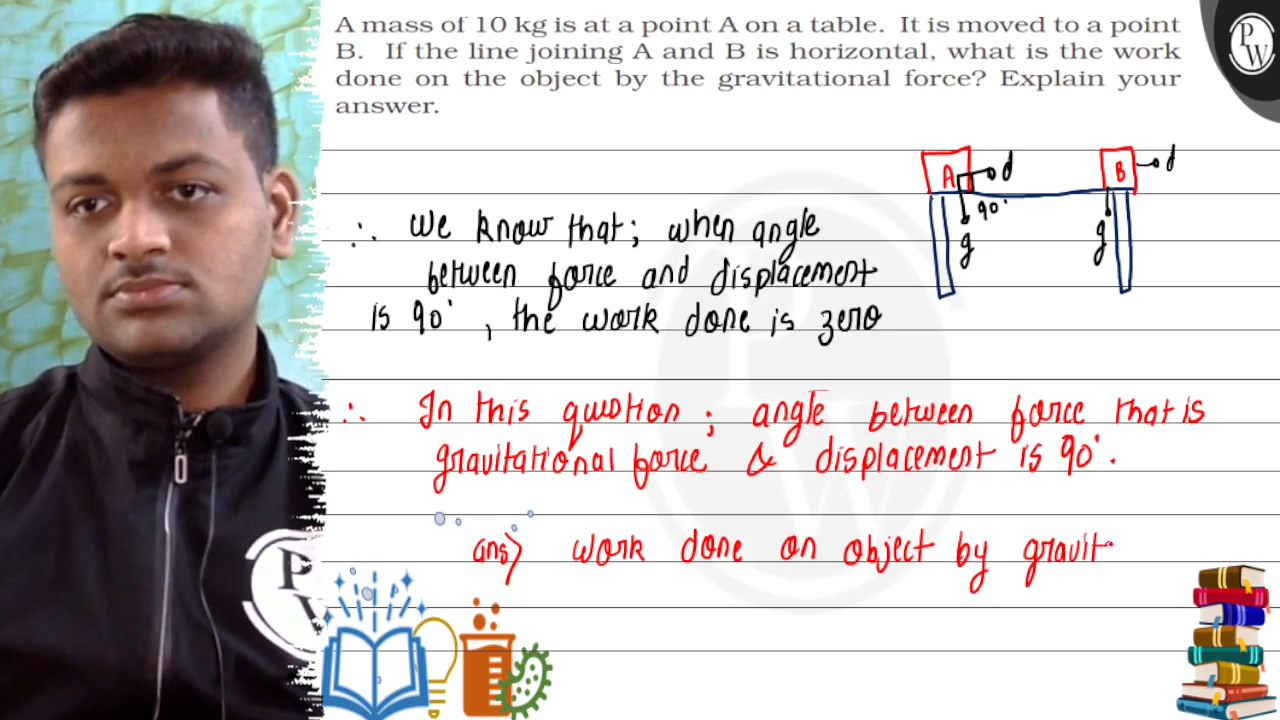 A mass of 10 kg is at a point A on a table. It is moved to a point
B. If the line joining A and B is horizontal, what is the work
done on the object by the gravitational force? Explain your
answer.
PW
A d
B d
90°
g
g
∴ We know that; when angle
between force and displacement
is 90°, the work done is zero
∴ In this question; angle between force that is
gravitational force & displacement is 90°.
ans> work done on object by gravit
PW
PW